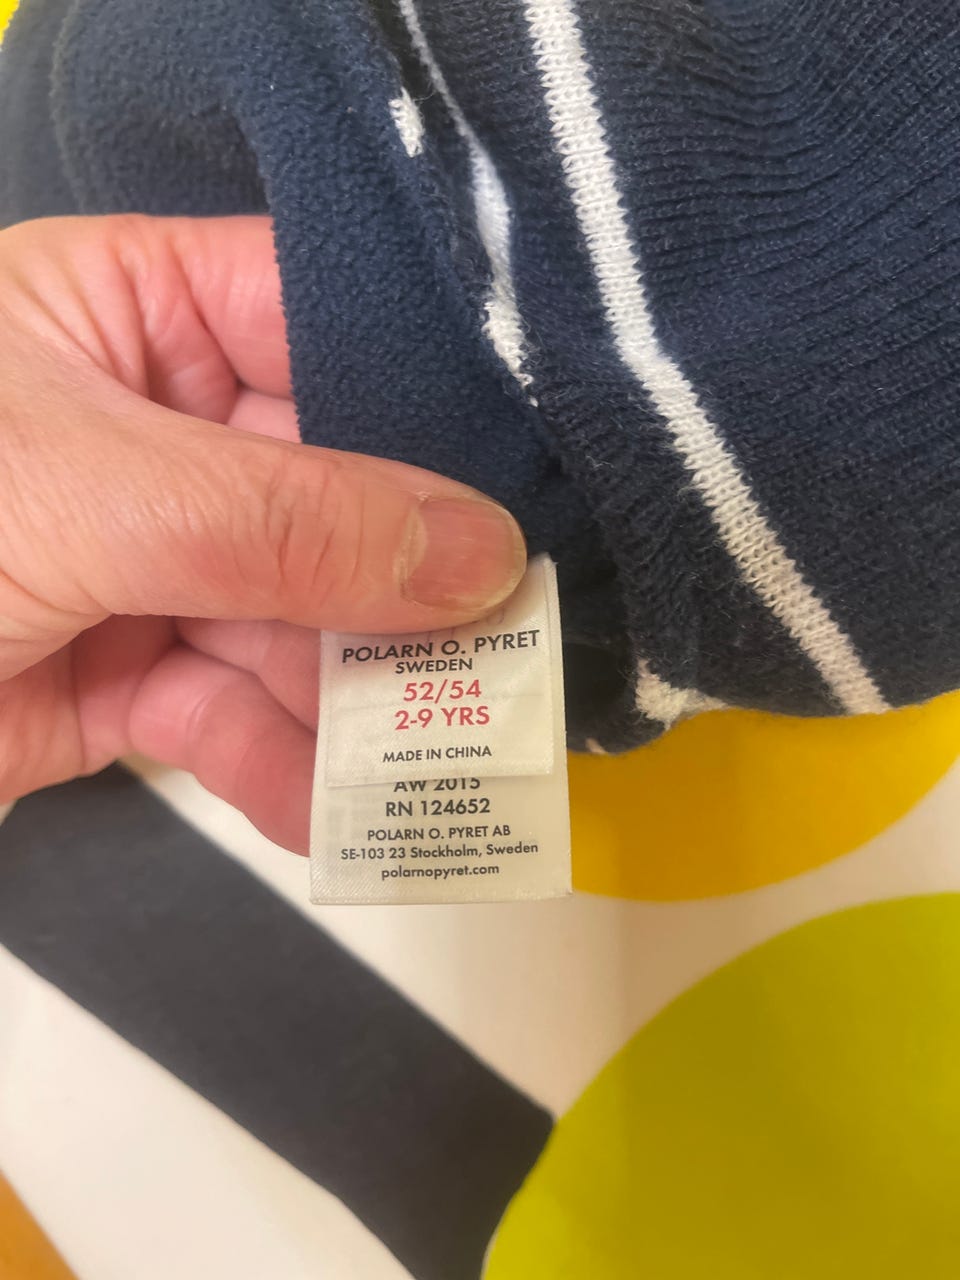 POLARN O. PYRET
SWEDEN
52/54
2-9 YRS
MADE IN CHINA
AW 2015
RN 124652
POLARN O. PYRET AB
SE-103 23 Stockholm, Sweden
polarnopyret.com